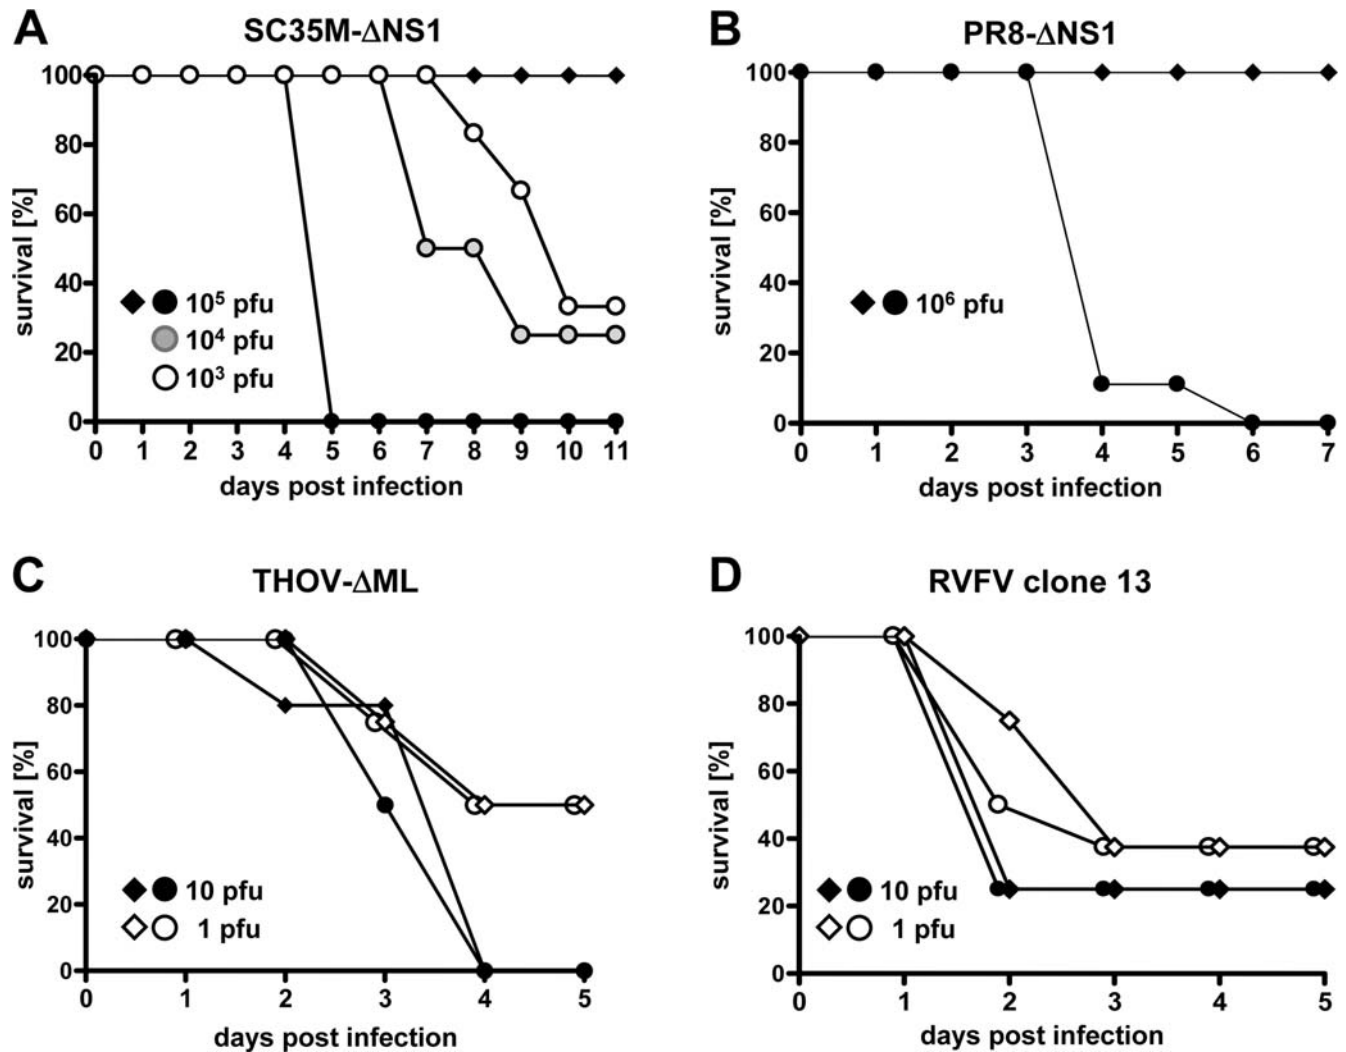 A
SC35M-ΔNS1
survival [%]
100
80
60
40
20
0
10⁵ pfu
10⁴ pfu
10³ pfu
0 1 2 3 4 5 6 7 8 9 10 11
days post infection
B
PR8-ΔNS1
survival [%]
100
80
60
40
20
0
10⁶ pfu
0 1 2 3 4 5 6 7
days post infection
C
THOV-ΔML
survival [%]
100
80
60
40
20
0
10 pfu
1 pfu
0 1 2 3 4 5
days post infection
D
RVFV clone 13
survival [%]
100
80
60
40
20
0
10 pfu
1 pfu
0 1 2 3 4 5
days post infection